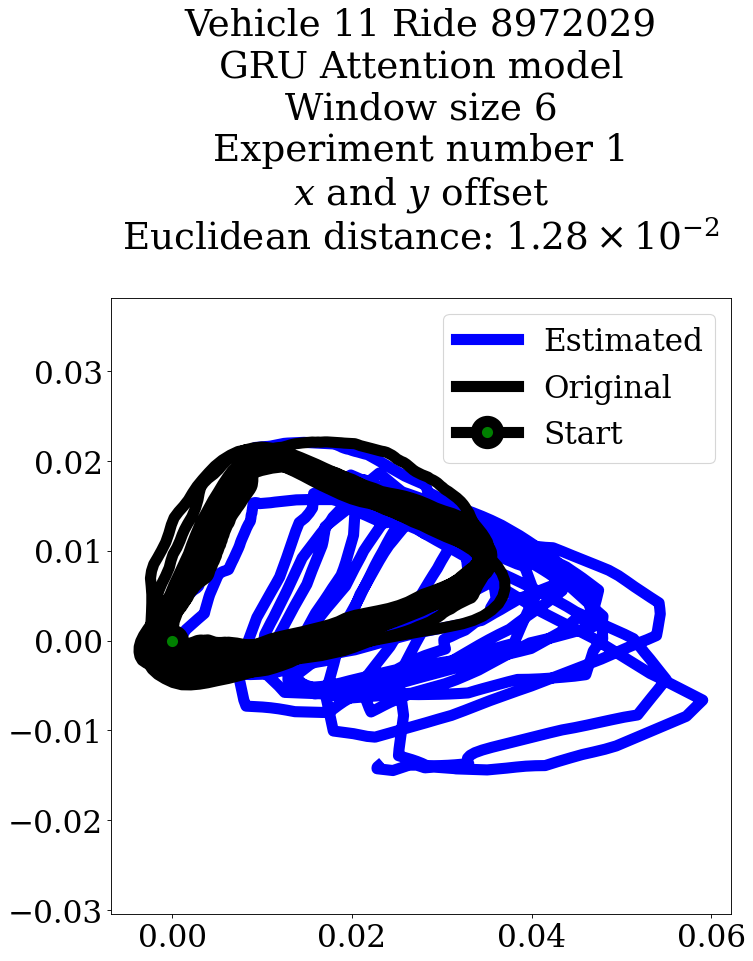 Vehicle 11 Ride 8972029
GRU Attention model
Window size 6
Experiment number 1
x and y offset
Euclidean distance: 1.28 × 10⁻²
Estimated
Original
Start
0.03
0.02
0.01
0.00
−0.01
−0.02
−0.03
0.00 0.02 0.04 0.06